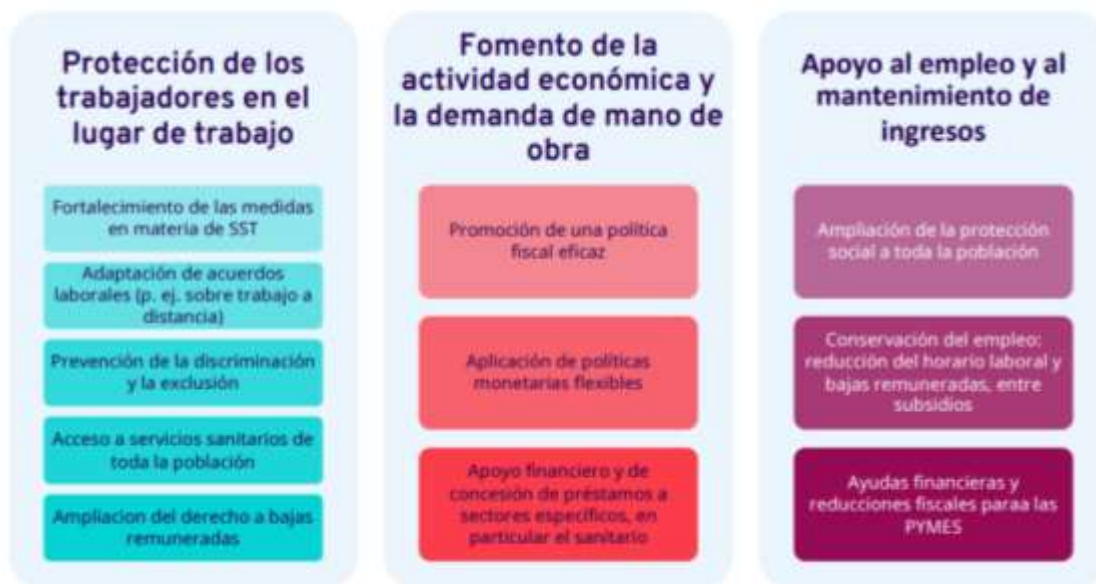 Protección de los
trabajadores en el
lugar de trabajo
Fortalecimiento de las medidas
en materia de SST
Adaptación de acuerdos
laborales (p. ej. sobre trabajo a
distancia)
Prevención de la discriminación
y la exclusión
Acceso a servicios sanitarios de
toda la población
Ampliacion del derecho a bajas
remuneradas
Fomento de la
actividad económica y
la demanda de mano de
obra
Promoción de una política
fiscal eficaz
Aplicación de políticas
monetarias flexibles
Apoyo financiero y de
concesión de préstamos a
sectores específicos, en
particular el sanitario
Apoyo al empleo y al
mantenimiento de
ingresos
Ampliación de la protección
social a toda la población
Conservación del empleo:
reducción del horario laboral y
bajas remuneradas, entre
subsidios
Ayudas financieras y
reducciones fiscales paraa las
PYMES